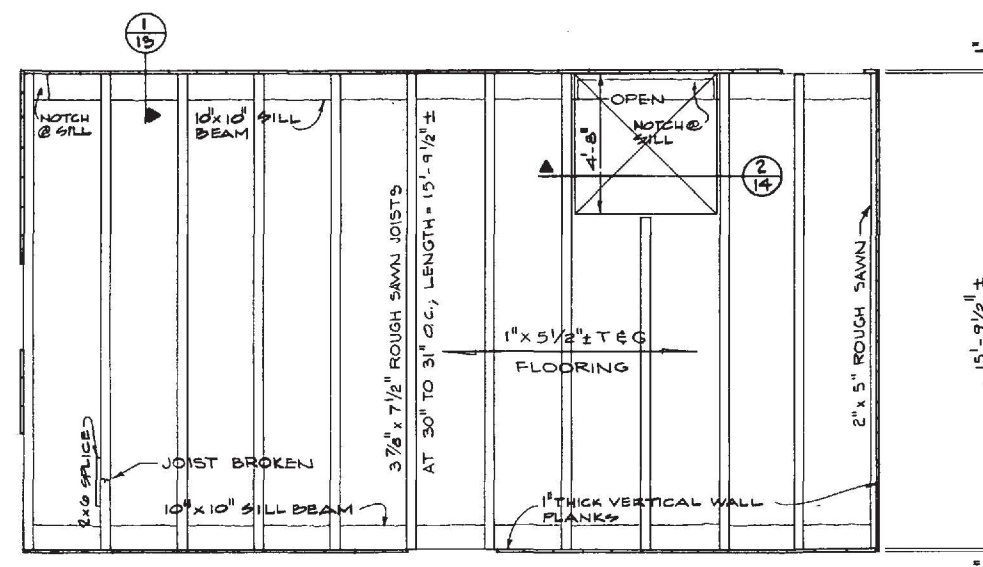 1
13
NOTCH
@ SILL
10"x10" SILL
BEAM
OPEN
NOTCH @
SILL
4'-8"
2
14
3 7/8" x 7 1/2" ROUGH SAWN JOISTS
AT 30" TO 31" O.C., LENGTH = 15'-9 1/2" ±
1" x 5 1/2" ± T & G
FLOORING
2" x 5" ROUGH SAWN
15'-9 1/2" ±
2x6 SPLICE
JOIST BROKEN
10"x10" SILL BEAM
1" THICK VERTICAL WALL
PLANKS